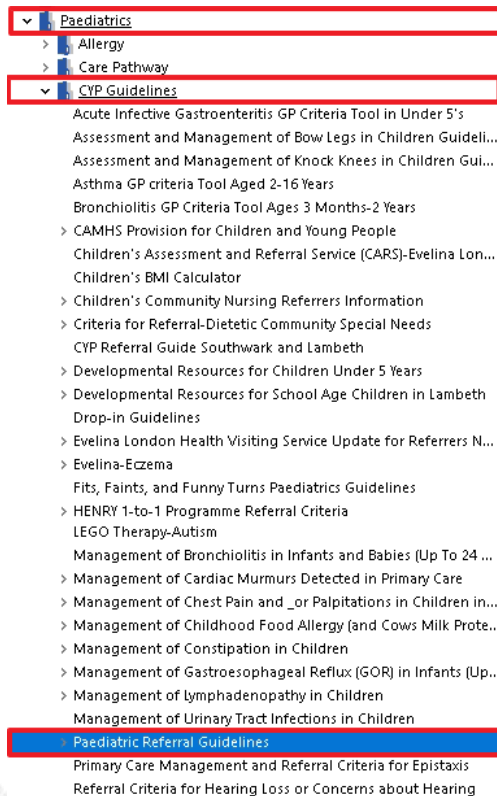 Paediatrics
Allergy
Care Pathway
CYP Guidelines
Acute Infective Gastroenteritis GP Criteria Tool in Under 5's
Assessment and Management of Bow Legs in Children Guideli...
Assessment and Management of Knock Knees in Children Gui...
Asthma GP criteria Tool Aged 2-16 Years
Bronchiolitis GP Criteria Tool Ages 3 Months-2 Years
CAMHS Provision for Children and Young People
Children's Assessment and Referral Service (CARS)-Evelina Lon...
Children's BMI Calculator
Children's Community Nursing Referrers Information
Criteria for Referral-Dietetic Community Special Needs
CYP Referral Guide Southwark and Lambeth
Developmental Resources for Children Under 5 Years
Developmental Resources for School Age Children in Lambeth
Drop-in Guidelines
Evelina London Health Visiting Service Update for Referrers N...
Evelina-Eczema
Fits, Faints, and Funny Turns Paediatrics Guidelines
HENRY 1-to-1 Programme Referral Criteria
LEGO Therapy-Autism
Management of Bronchiolitis in Infants and Babies (Up To 24 ...
Management of Cardiac Murmurs Detected in Primary Care
Management of Chest Pain and _or Palpitations in Children in...
Management of Childhood Food Allergy (and Cows Milk Prote...
Management of Constipation in Children
Management of Gastroesophageal Reflux (GOR) in Infants (Up...
Management of Lymphadenopathy in Children
Management of Urinary Tract Infections in Children
Paediatric Referral Guidelines
Primary Care Management and Referral Criteria for Epistaxis
Referral Criteria for Hearing Loss or Concerns about Hearing